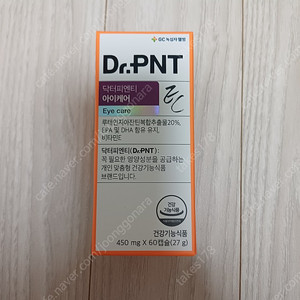 GC 녹십자웰빙
Dr.PNT
닥터피엔티
아이케어
Eye care
루테인지아잔틴복합추출물20%,
EPA 및 DHA 함유 유지,
비타민E
닥터피엔티(Dr.PNT):
꼭 필요한 영양성분을 공급하는
개인 맞춤형 건강기능식품
브랜드입니다.
건강
기능식품
건강기능식품
450 mg X 60캡슐(27 g)